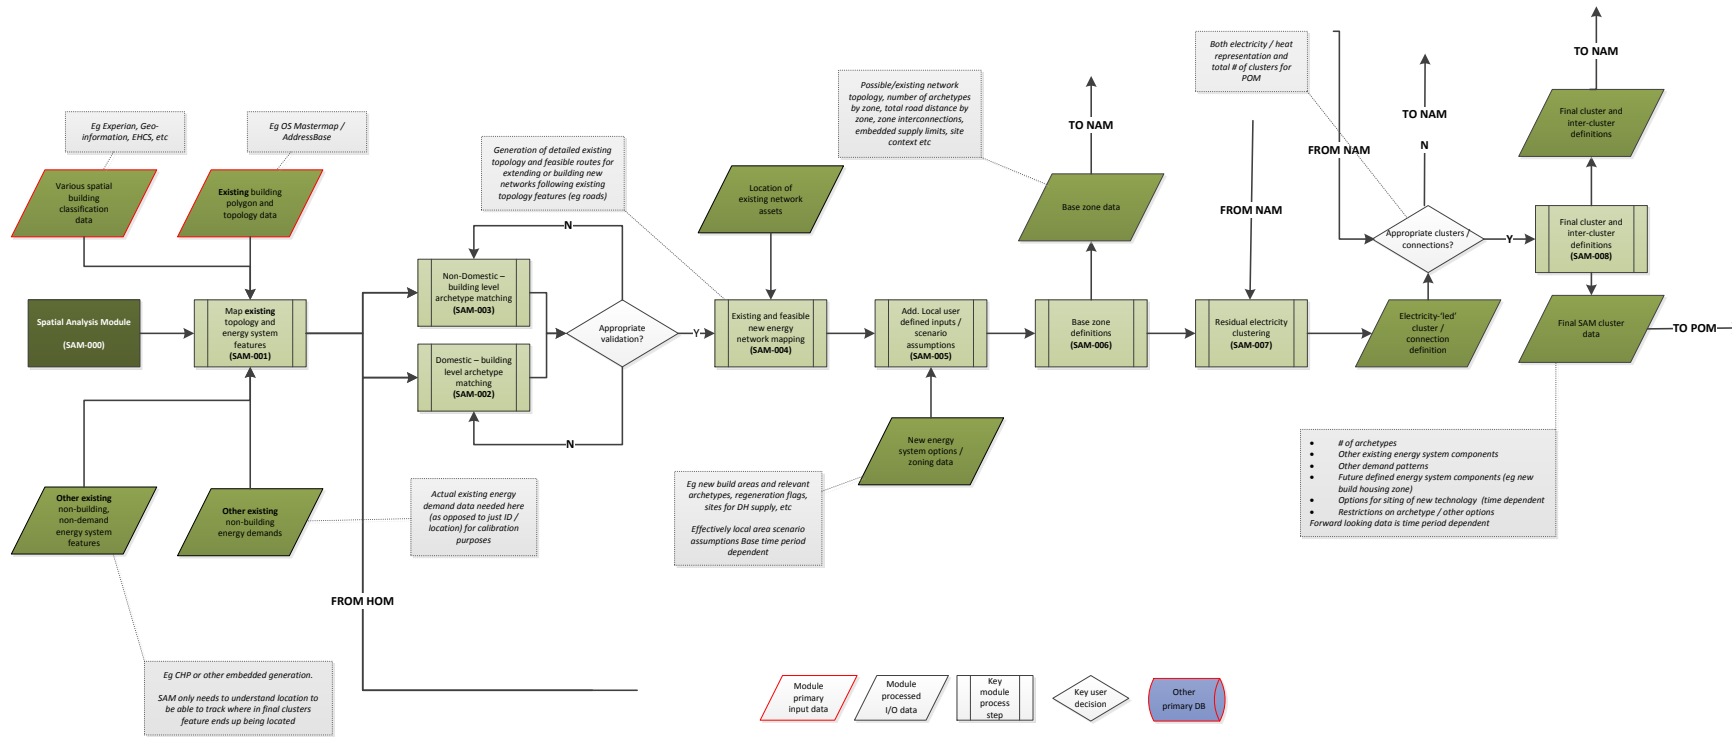 Eg Experian, Geo-
information, EHCS, etc
Eg OS Mastermap /
AddressBase
Various spatial
building
classification
data
Existing building
polygon and
topology data
Spatial Analysis Module
(SAM-000)
Map existing
topology and
energy system
features
(SAM-001)
Other existing
non-building,
non-demand
energy system
features
Other existing
non-building
energy demands
Actual existing energy
demand data needed here
(as opposed to just ID /
location) for calibration
purposes
Eg CHP or other embedded generation.
SAM only needs to understand location to
be able to track where in final clusters
feature ends up being located
FROM HOM
Non-Domestic –
building level
archetype matching
(SAM-003)
Domestic – building
level archetype
matching
(SAM-002)
N
Appropriate
validation?
N
Y
Generation of detailed existing
topology and feasible routes for
extending or building new
networks following existing
topology features (eg roads)
Location of
existing network
assets
Existing and feasible
new energy
network mapping
(SAM-004)
Add. Local user
defined inputs /
scenario
assumptions
(SAM-005)
New energy
system options /
zoning data
Eg new build areas and relevant
archetypes, regeneration flags,
sites for DH supply, etc
Effectively local area scenario
assumptions Base time period
dependent
Possible/existing network
topology, number of archetypes
by zone, total road distance by
zone, zone interconnections,
embedded supply limits, site
context etc
TO NAM
Base zone data
Base zone
definitions
(SAM-006)
FROM NAM
Residual electricity
clustering
(SAM-007)
Both electricity / heat
representation and
total # of clusters for
POM
FROM NAM
TO NAM
N
Appropriate clusters /
connections?
Y
Electricity-'led'
cluster /
connection
definition
TO NAM
Final cluster and
inter-cluster
definitions
Final cluster and
inter-cluster
definitions
(SAM-008)
Final SAM cluster
data
TO POM
• # of archetypes
• Other existing energy system components
• Other demand patterns
• Future defined energy system components (eg new
build housing zone)
• Options for siting of new technology (time dependent
• Restrictions on archetype / other options
Forward looking data is time period dependent
Module
primary
input data
Module
processed
I/O data
Key
module
process
step
Key user
decision
Other
primary DB